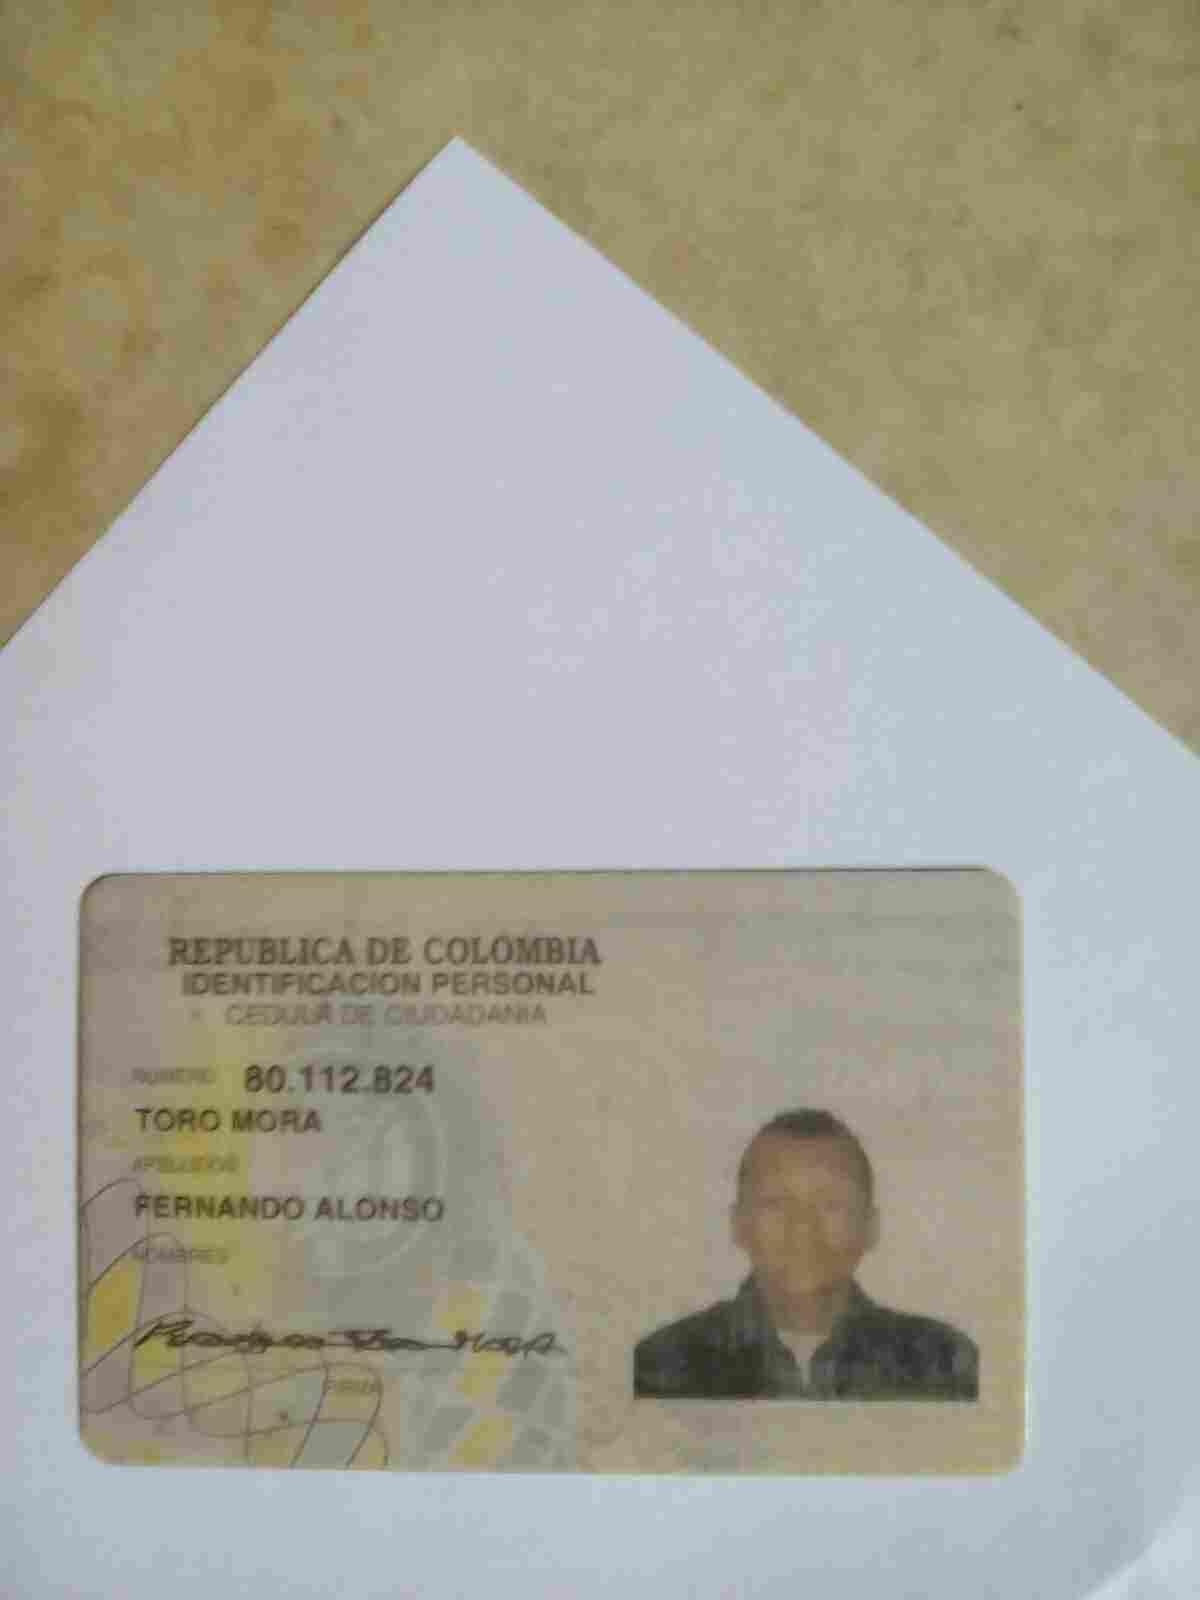 REPUBLICA DE COLOMBIA
IDENTIFICACION PERSONAL
CEDULA DE CIUDADANIA
NUMERO 80.112.824
TORO MORA
APELLIDOS
FERNANDO ALONSO
NOMBRES
FIRMA